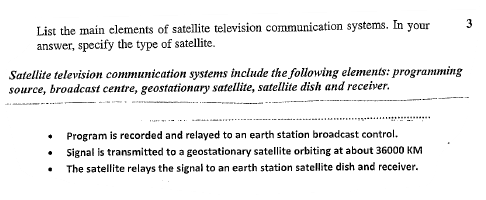 List the main elements of satellite television communication systems. In your 3
answer, specify the type of satellite.
Satellite television communication systems include the following elements: programming
source, broadcast centre, geostationary satellite, satellite dish and receiver.
• Program is recorded and relayed to an earth station broadcast control.
• Signal is transmitted to a geostationary satellite orbiting at about 36000 KM
• The satellite relays the signal to an earth station satellite dish and receiver.